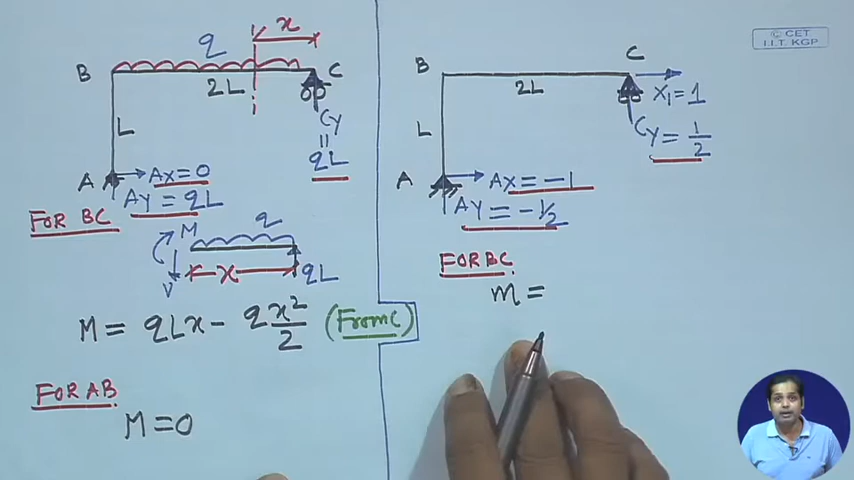 © CET
I.I.T. KGP
q
x
B
C
2L
L
Cy
=
qL
A
Ax = 0
Ay = qL
FOR BC
M
q
x
qL
V
M = qLx - qx²/2 (From C)
FOR AB
M = 0
B
C
2L
X1 = 1
L
Cy = 1/2
A
Ax = -1
Ay = -1/2
FOR BC
m =